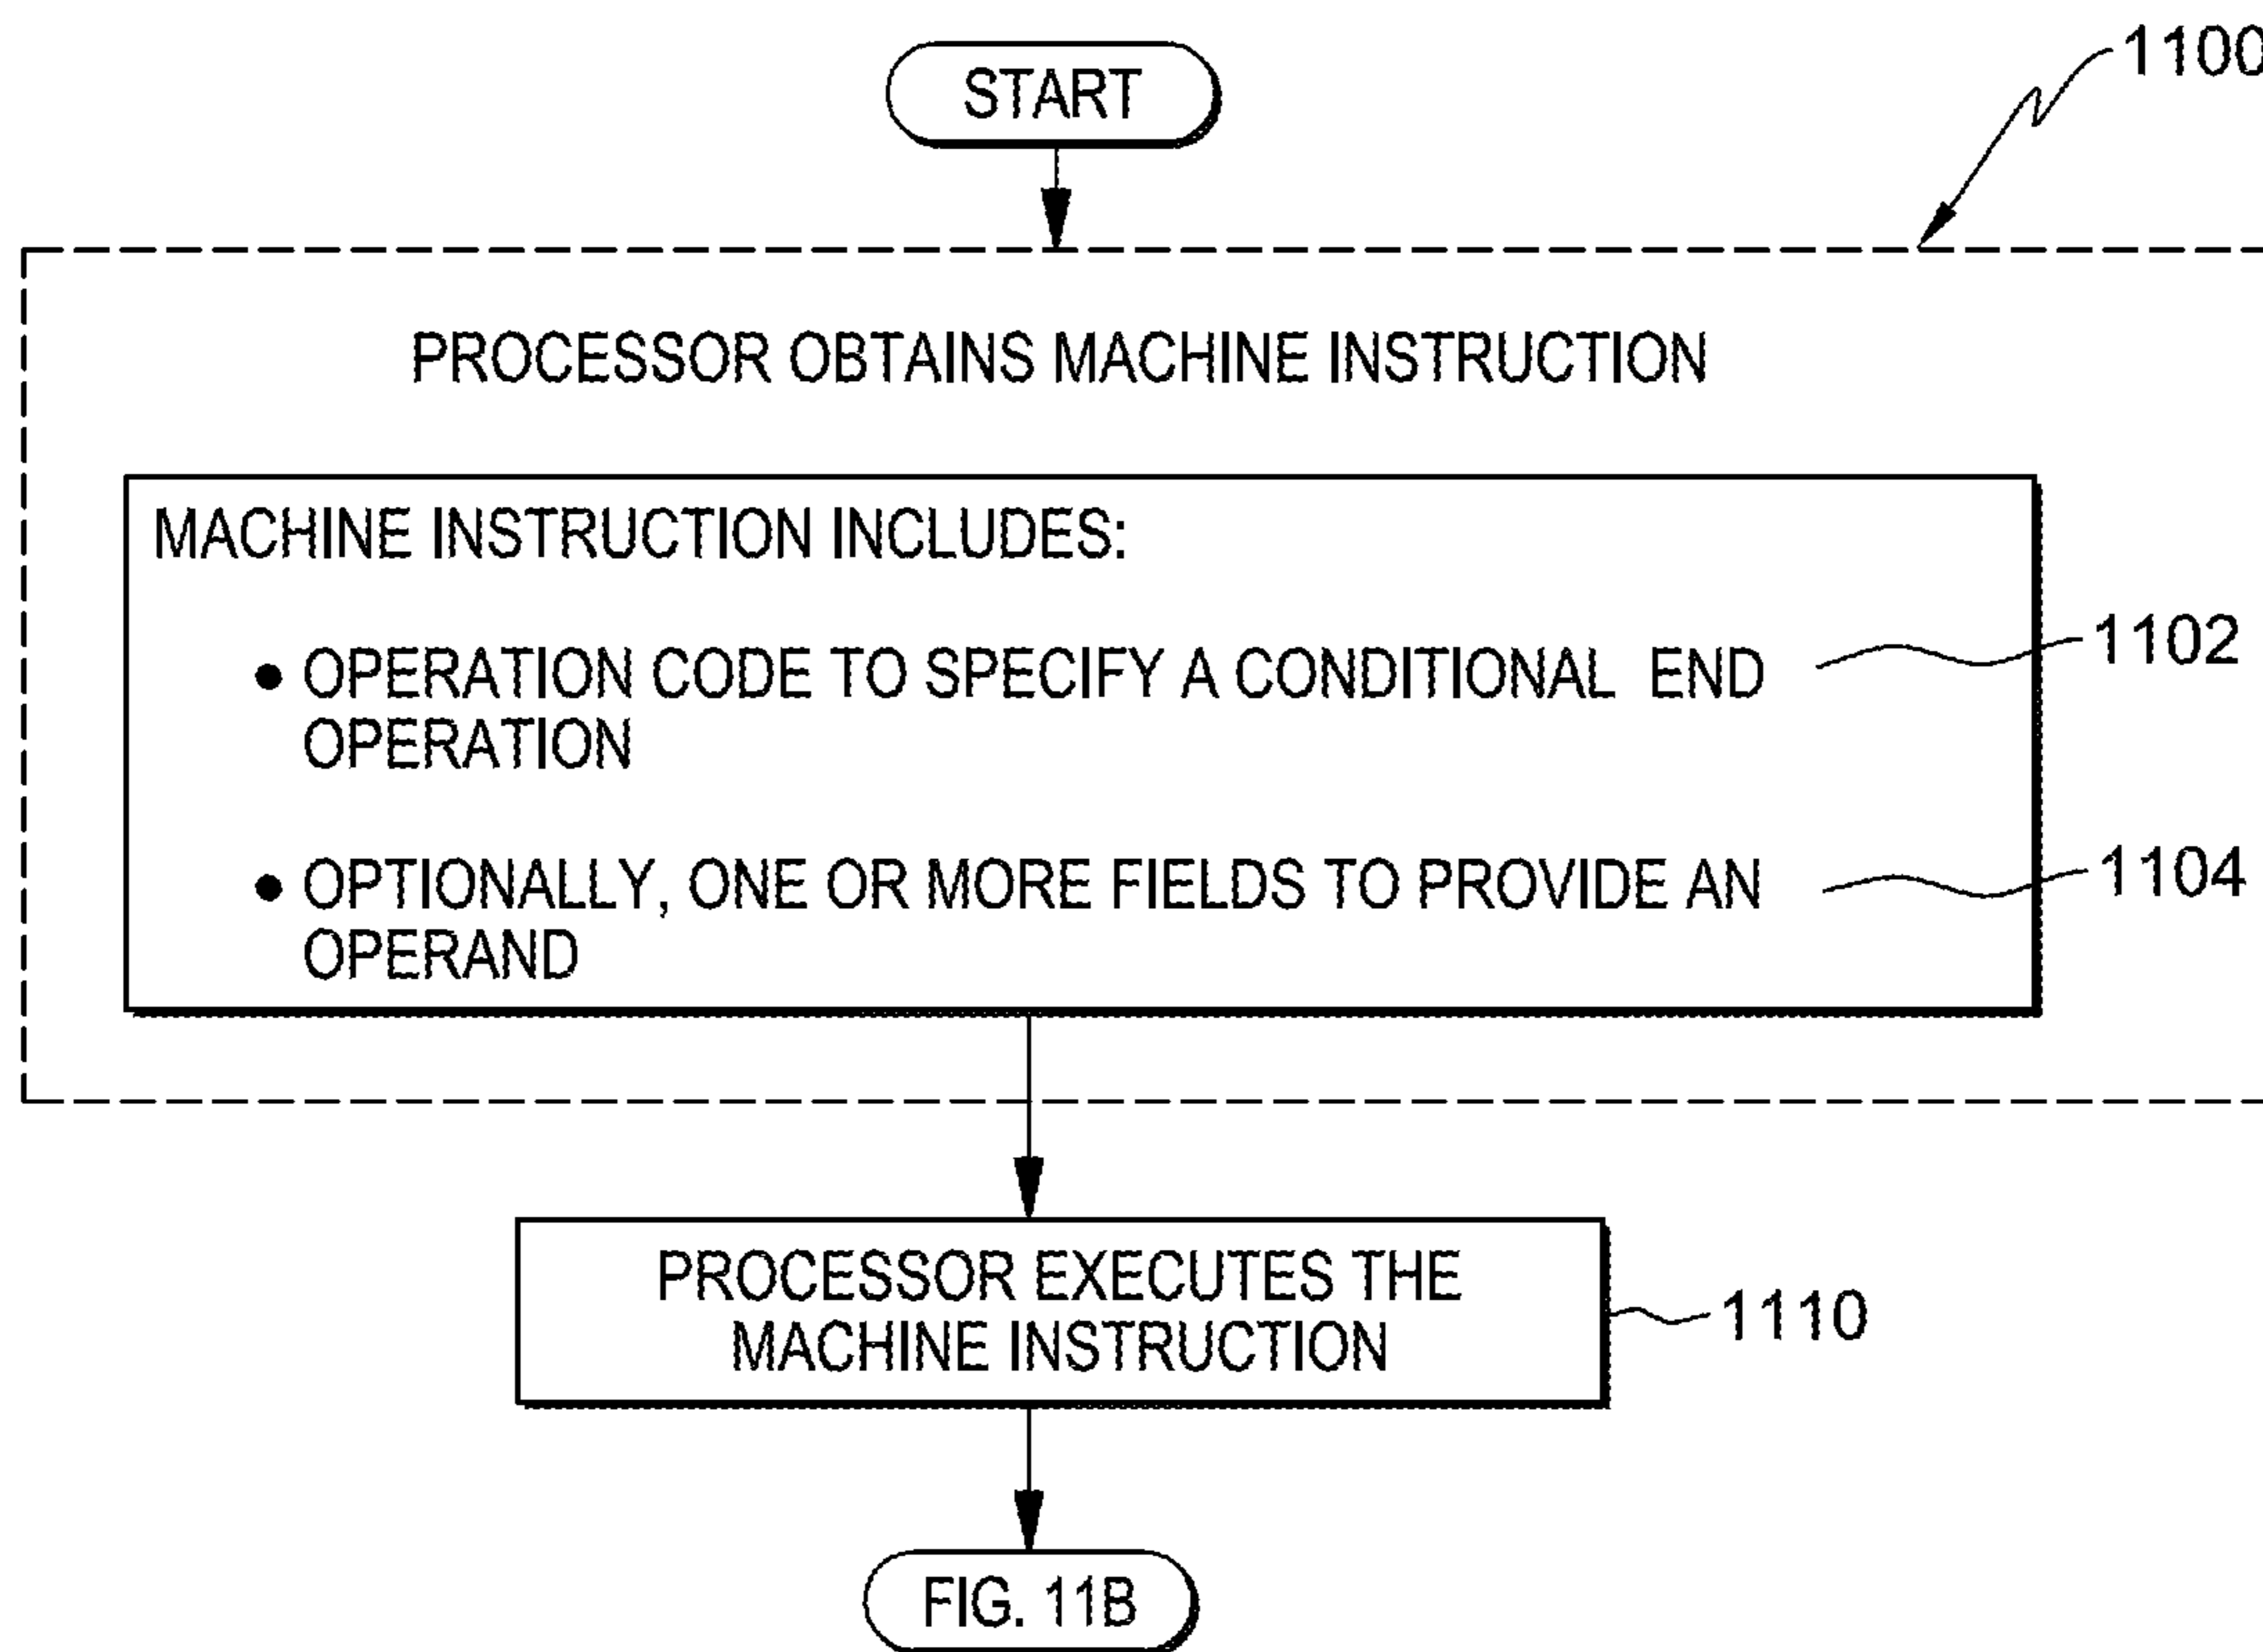 START
1100
PROCESSOR OBTAINS MACHINE INSTRUCTION
MACHINE INSTRUCTION INCLUDES:
• OPERATION CODE TO SPECIFY A CONDITIONAL END
OPERATION
1102
• OPTIONALLY, ONE OR MORE FIELDS TO PROVIDE AN
OPERAND
1104
PROCESSOR EXECUTES THE
MACHINE INSTRUCTION
1110
FIG. 11B